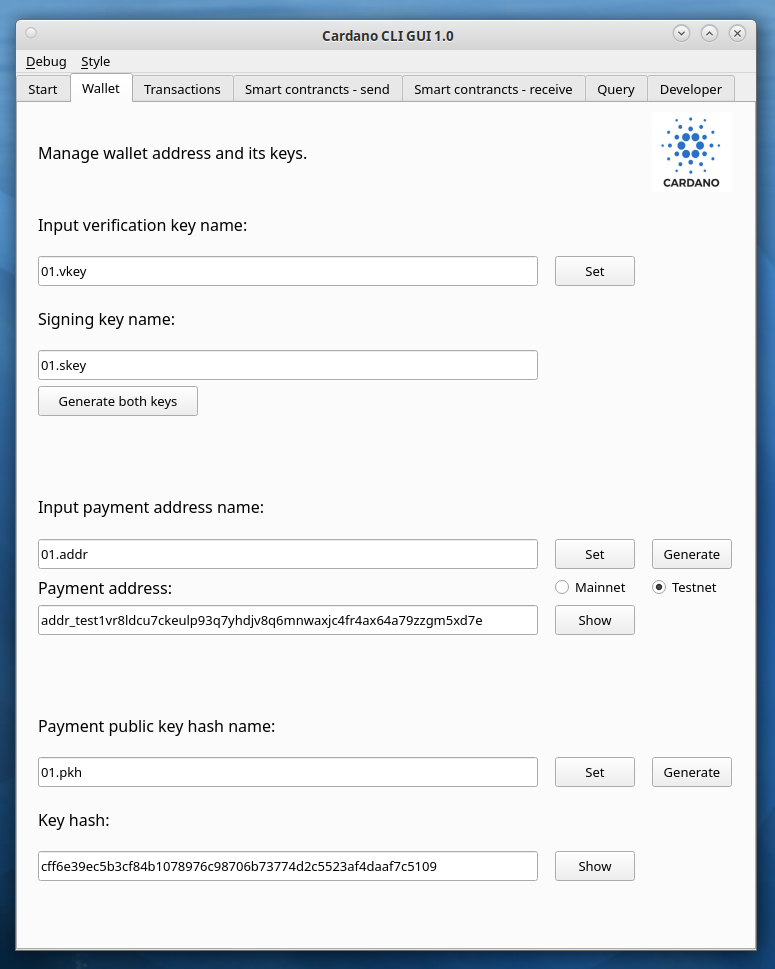 Cardano CLI GUI 1.0
Debug Style
Start Wallet Transactions Smart contrancts - send Smart contrancts - receive Query Developer
CARDANO
Manage wallet address and its keys.
Input verification key name:
01.vkey Set
Signing key name:
01.skey
Generate both keys
Input payment address name:
01.addr Set Generate
Payment address: Mainnet Testnet
addr_test1vr8ldcu7ckeulp93q7yhdjv8q6mnwaxjc4fr4ax64a79zzgm5xd7e Show
Payment public key hash name:
01.pkh Set Generate
Key hash:
cff6e39ec5b3cf84b1078976c98706b73774d2c5523af4daaf7c5109 Show